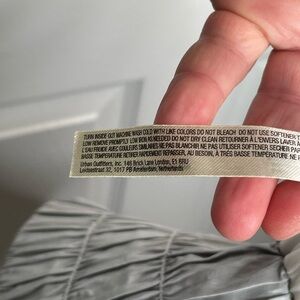 TURN INSIDE OUT MACHINE WASH COLD WITH LIKE COLORS DO NOT BLEACH DO NOT USE SOFTENER T
LOW REMOVE PROMPTLY LOW IRON AS NEEDED DO NOT DRY CLEAN RETOURNER À L'ENVERS LAVER À
L'EAU FROIDE AVEC COULEURS SIMILAIRES NE PAS BLANCHIR NE PAS UTILISER SOFTENER SÉCHER PAR
BASSE TEMPÉRATURE RETIRER RAPIDEMENT REPASSER, AU BESOIN, À TRÈS BASSE TEMPÉRATURE NE
Urban Outfitters, Inc. 146 Brick Lane London, E1 6RU
Leidsestraat 32, 1017 PB Amsterdam, Netherlands